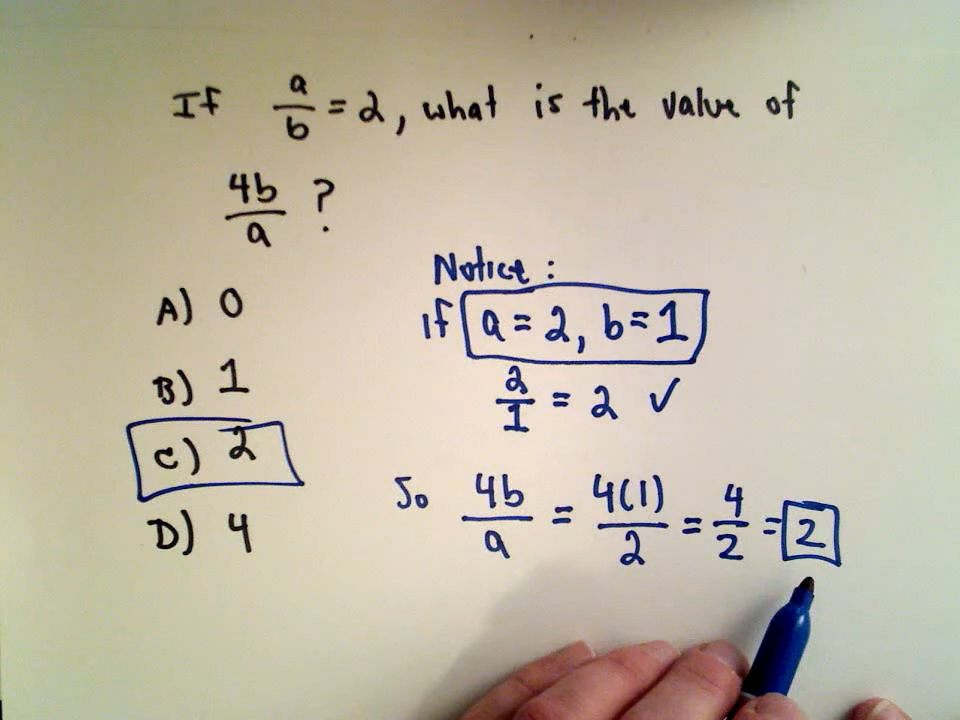 If a/b = 2, what is the value of
4b/a ?
A) 0
B) 1
C) 2
D) 4
Notice :
if a = 2, b = 1
2/1 = 2 ✓
So 4b/a = 4(1)/2 = 4/2 = 2